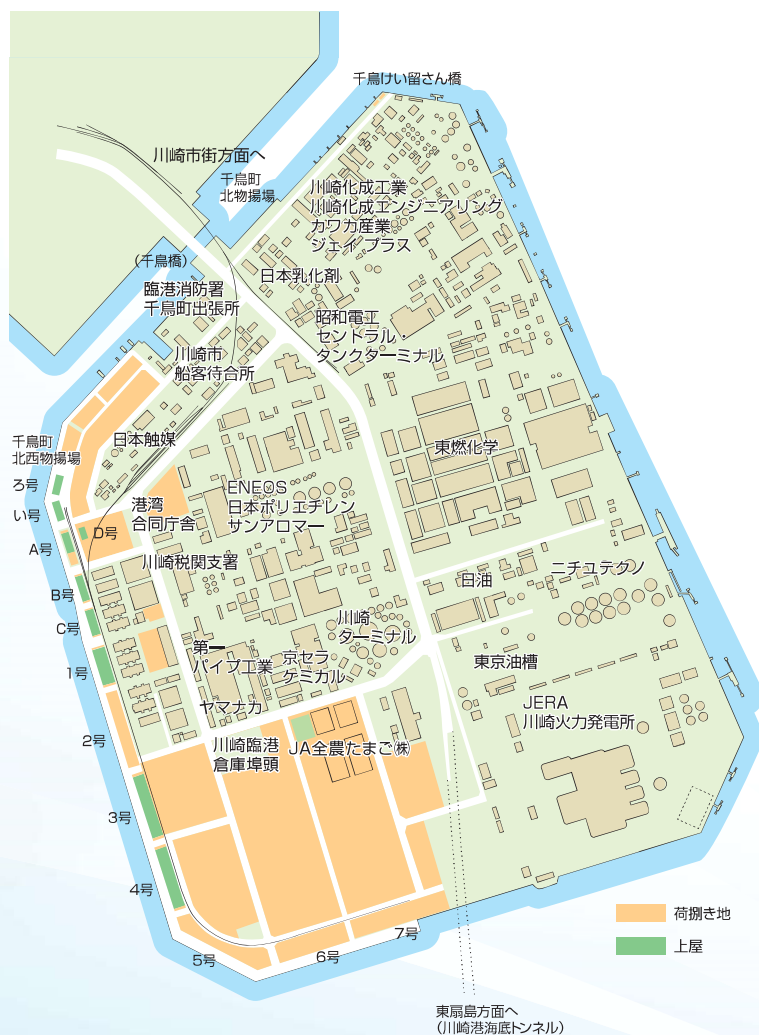 千鳥けい留さん橋
川崎市街方面へ
千鳥町
北物揚場
川崎化成工業
川崎化成エンジニアリング
カワカ産業
ジェイ プラス
(千鳥橋)
日本乳化剤
臨港消防署
千鳥町出張所
昭和電工
セントラル・
タンクターミナル
川崎市
船客待合所
千鳥町
北西物揚場
日本触媒
東燃化学
ろ号
い号
A号
D号
港湾
合同庁舎
ENEOS
日本ポリエチレン
サンアロマー
川崎税関支署
B号
C号
日油
ニチユテクノ
川崎
ターミナル
1号
第一
パイプ工業
京セラ
ケミカル
東京油槽
ヤマナカ
JERA
川崎火力発電所
2号
川崎臨港
倉庫埠頭
JA全農たまご㈱
3号
4号
荷捌き地
上屋
5号
6号
7号
東扇島方面へ
(川崎港海底トンネル)